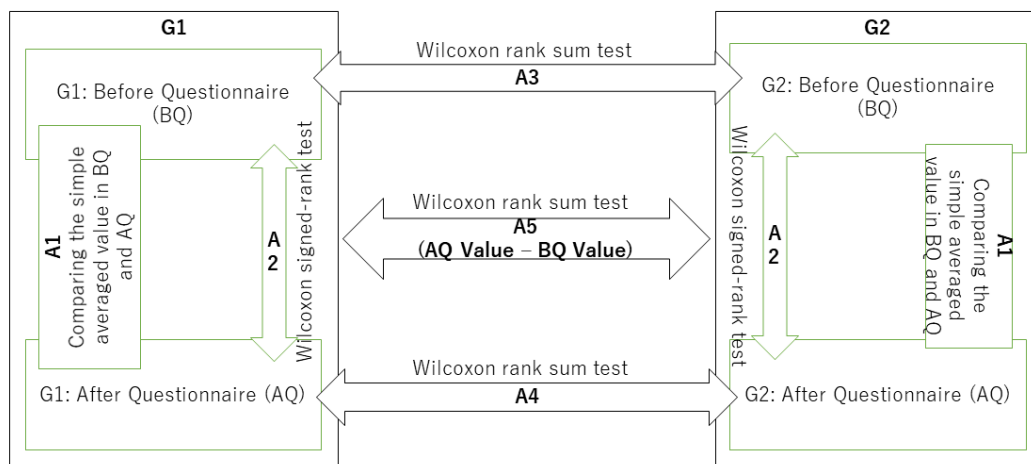 G1
G2
Wilcoxon rank sum test
A3
G1: Before Questionnaire
(BQ)
G2: Before Questionnaire
(BQ)
A1
Comparing the simple
averaged value in BQ
and AQ
A
2
Wilcoxon signed-rank test
Wilcoxon rank sum test
A5
(AQ Value – BQ Value)
Wilcoxon signed-rank test
A
2
A1
Comparing the
simple averaged
value in BQ and AQ
Wilcoxon rank sum test
A4
G1: After Questionnaire (AQ)
G2: After Questionnaire (AQ)